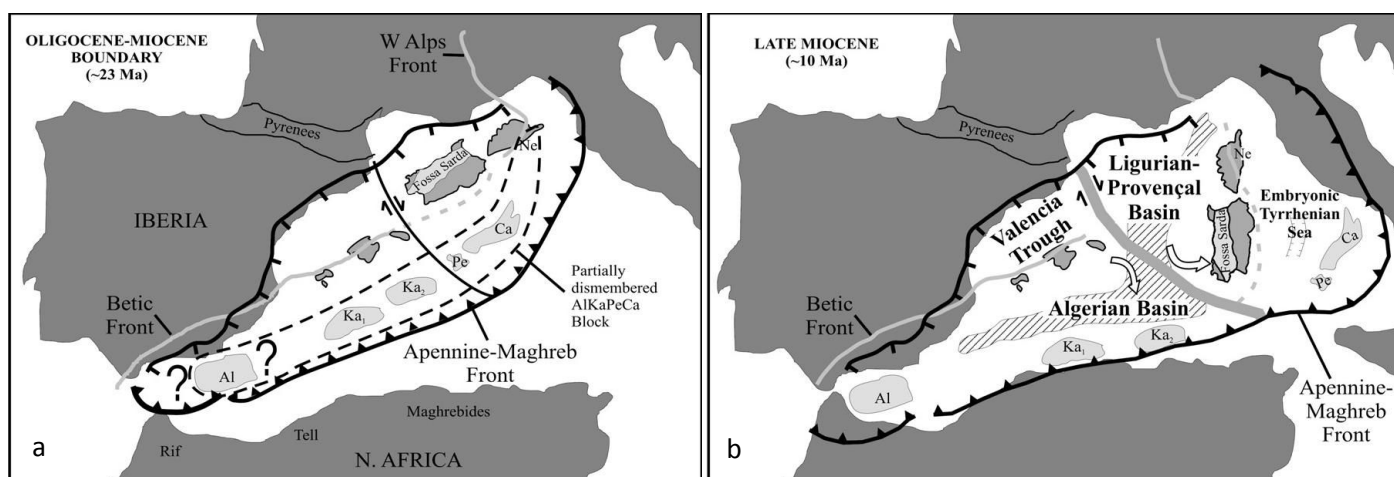 OLIGOCENE-MIOCENE
BOUNDARY
(~23 Ma)
W Alps
Front
Pyrenees
Ne
Fossa Sarda
IBERIA
Ca
Pe
Betic
Front
Ka2
Ka1
Partially
dismembered
AlKaPeCa
Block
?
?
Al
Apennine-Maghreb
Front
Maghrebides
Tell
Rif
N. AFRICA
a
LATE MIOCENE
(~10 Ma)
Pyrenees
Ligurian-
Provençal
Basin
Ne
Valencia
Trough
Fossa Sarda
Embryonic
Tyrrhenian
Sea
Ca
Pe
IBERIA
Betic
Front
Algerian Basin
Ka1
Ka2
Al
Apennine-
Maghreb
Front
N. AFRICA
b